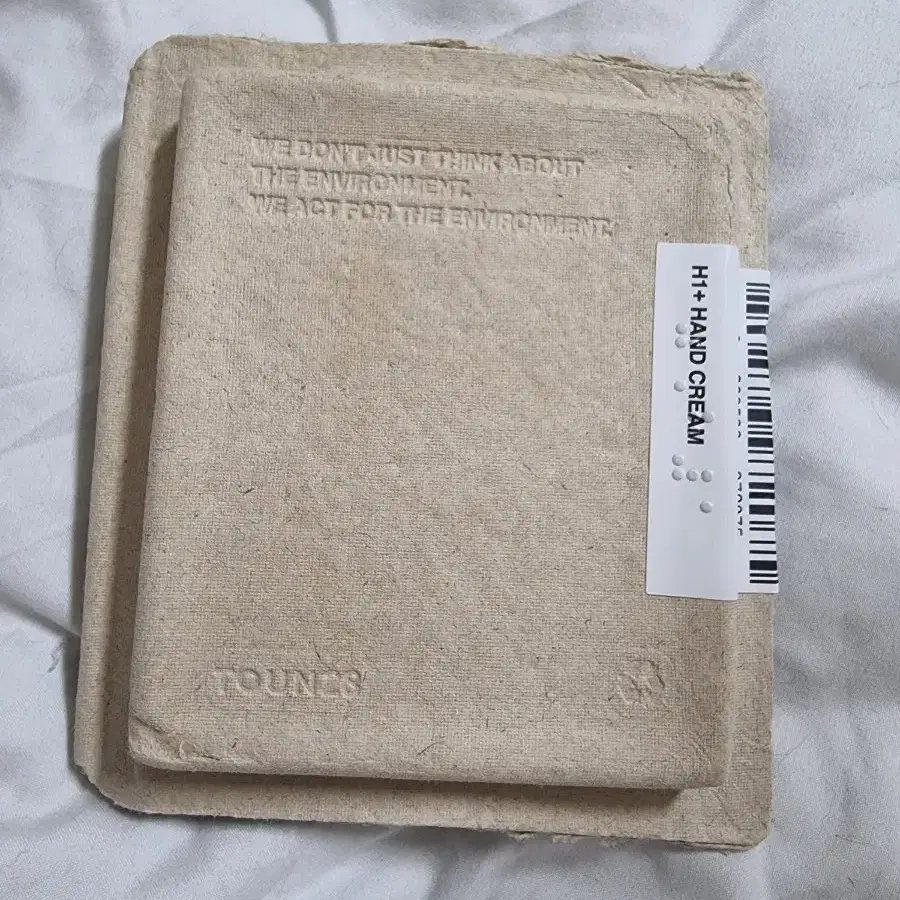 WE DON'T JUST THINK ABOUT
THE ENVIRONMENT.
WE ACT FOR THE ENVIRONMENT.
H1+ HAND CREAM
TOUN28